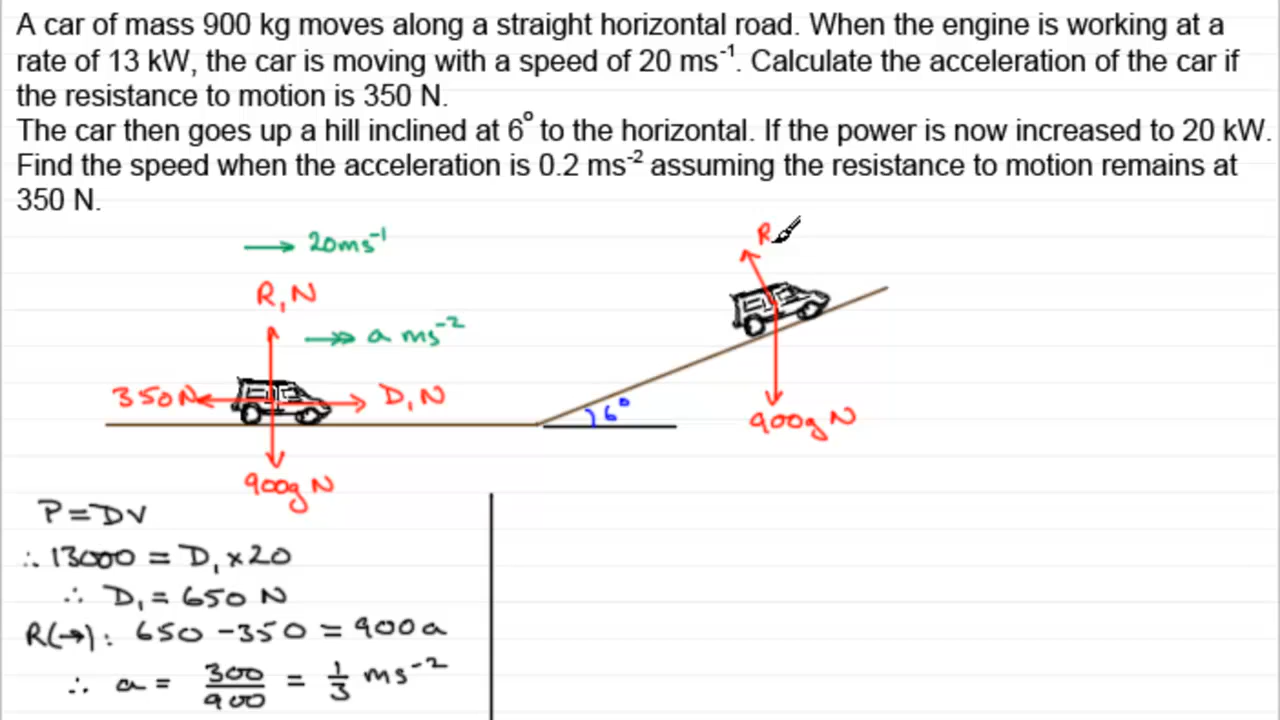 A car of mass 900 kg moves along a straight horizontal road. When the engine is working at a
rate of 13 kW, the car is moving with a speed of 20 ms⁻¹. Calculate the acceleration of the car if
the resistance to motion is 350 N.
The car then goes up a hill inclined at 6° to the horizontal. If the power is now increased to 20 kW.
Find the speed when the acceleration is 0.2 ms⁻² assuming the resistance to motion remains at
350 N.
20ms⁻¹
R
R₁N
a ms⁻²
350N
D₁N
6°
900g N
900g N
P = DV
∴ 13000 = D₁ × 20
∴ D₁ = 650 N
R(→): 650 - 350 = 900a
∴ a = 300/900 = 1/3 ms⁻²